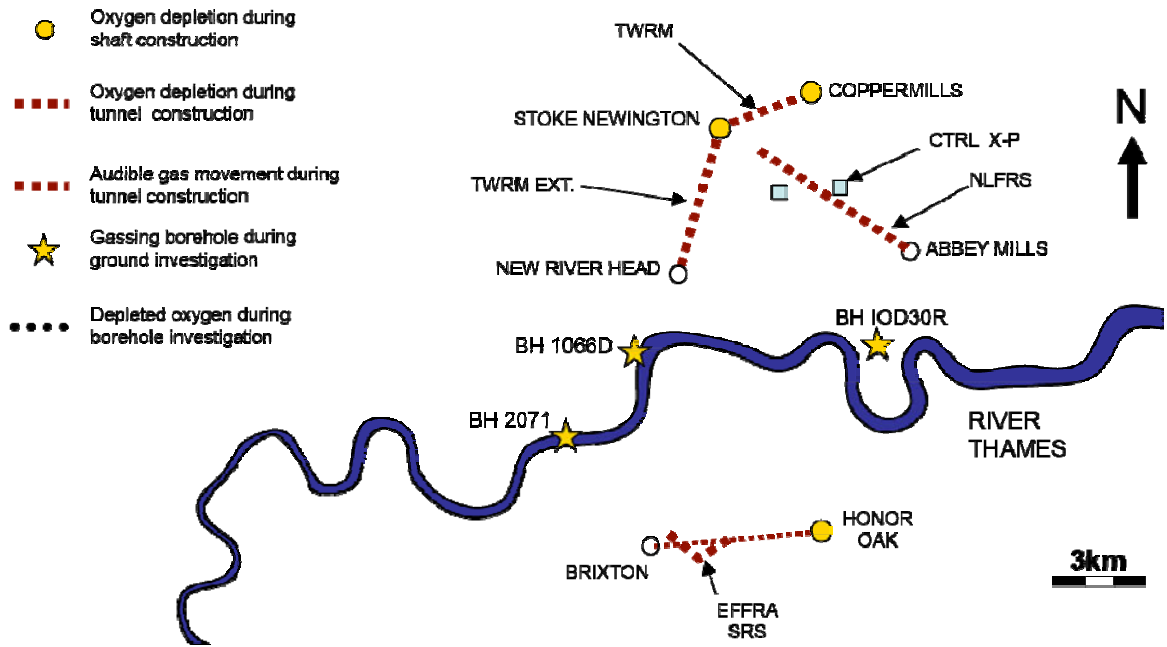 Oxygen depletion during
shaft construction
Oxygen depletion during
tunnel construction
Audible gas movement during
tunnel construction
Gassing borehole during
ground investigation
Depleted oxygen during
borehole investigation
TWRM
COPPERMILLS
STOKE NEWINGTON
CTRL X-P
TWRM EXT.
NLFRS
NEW RIVER HEAD
ABBEY MILLS
N
BH 1066D
BH IOD30R
BH 2071
RIVER
THAMES
HONOR
OAK
BRIXTON
EFFRA
SRS
3km